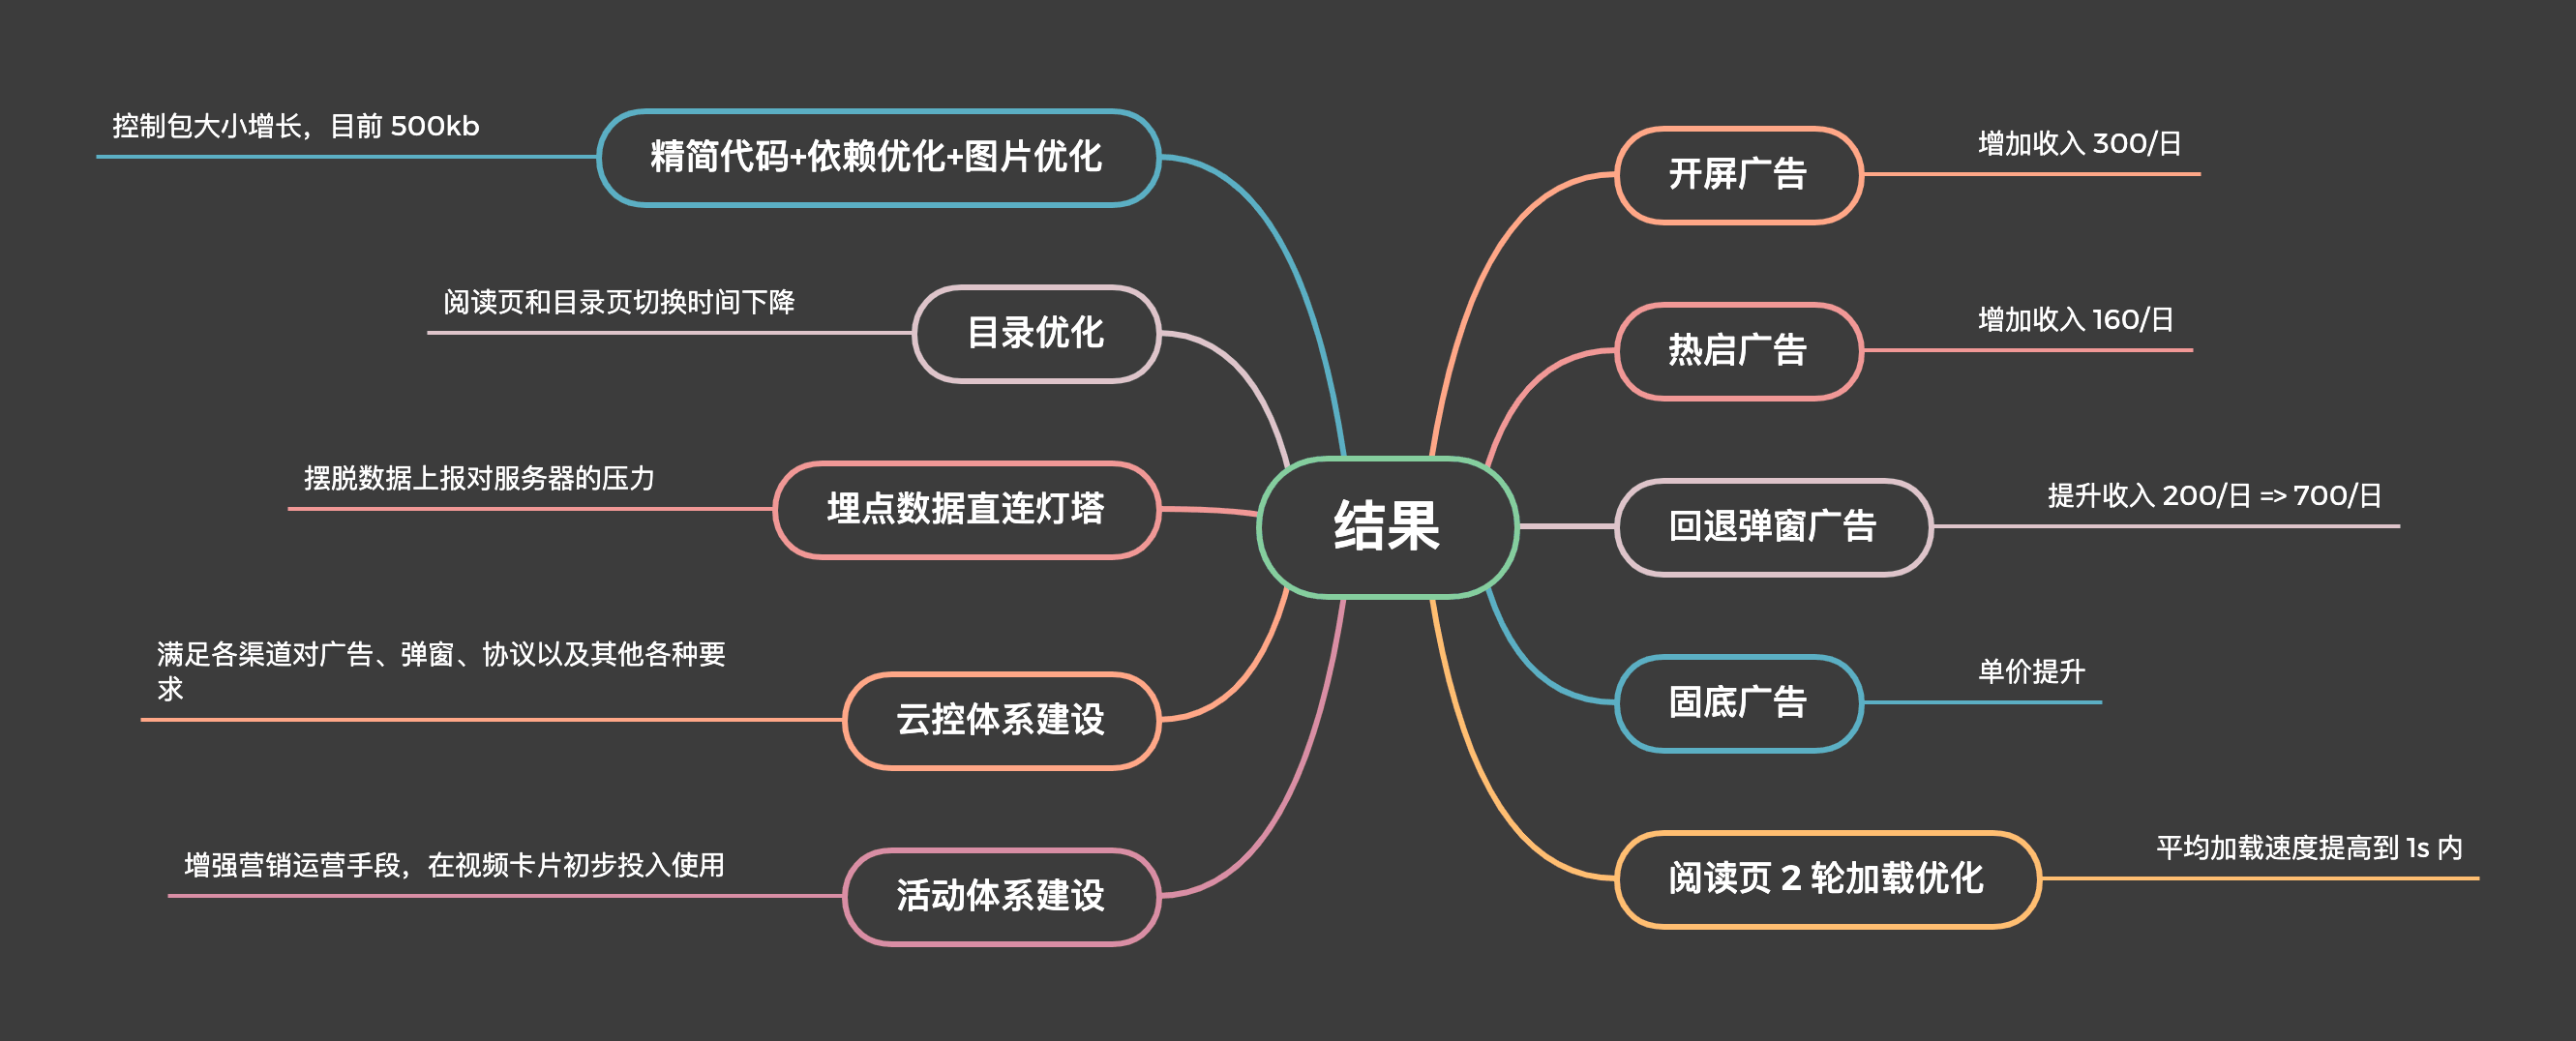 控制包大小增长，目前 500kb
精简代码+依赖优化+图片优化
阅读页和目录页切换时间下降
目录优化
摆脱数据上报对服务器的压力
埋点数据直连灯塔
满足各渠道对广告、弹窗、协议以及其他各种要
求
云控体系建设
增强营销运营手段，在视频卡片初步投入使用
活动体系建设
结果
开屏广告
增加收入 300/日
热启广告
增加收入 160/日
回退弹窗广告
提升收入 200/日 => 700/日
固底广告
单价提升
阅读页 2 轮加载优化
平均加载速度提高到 1s 内